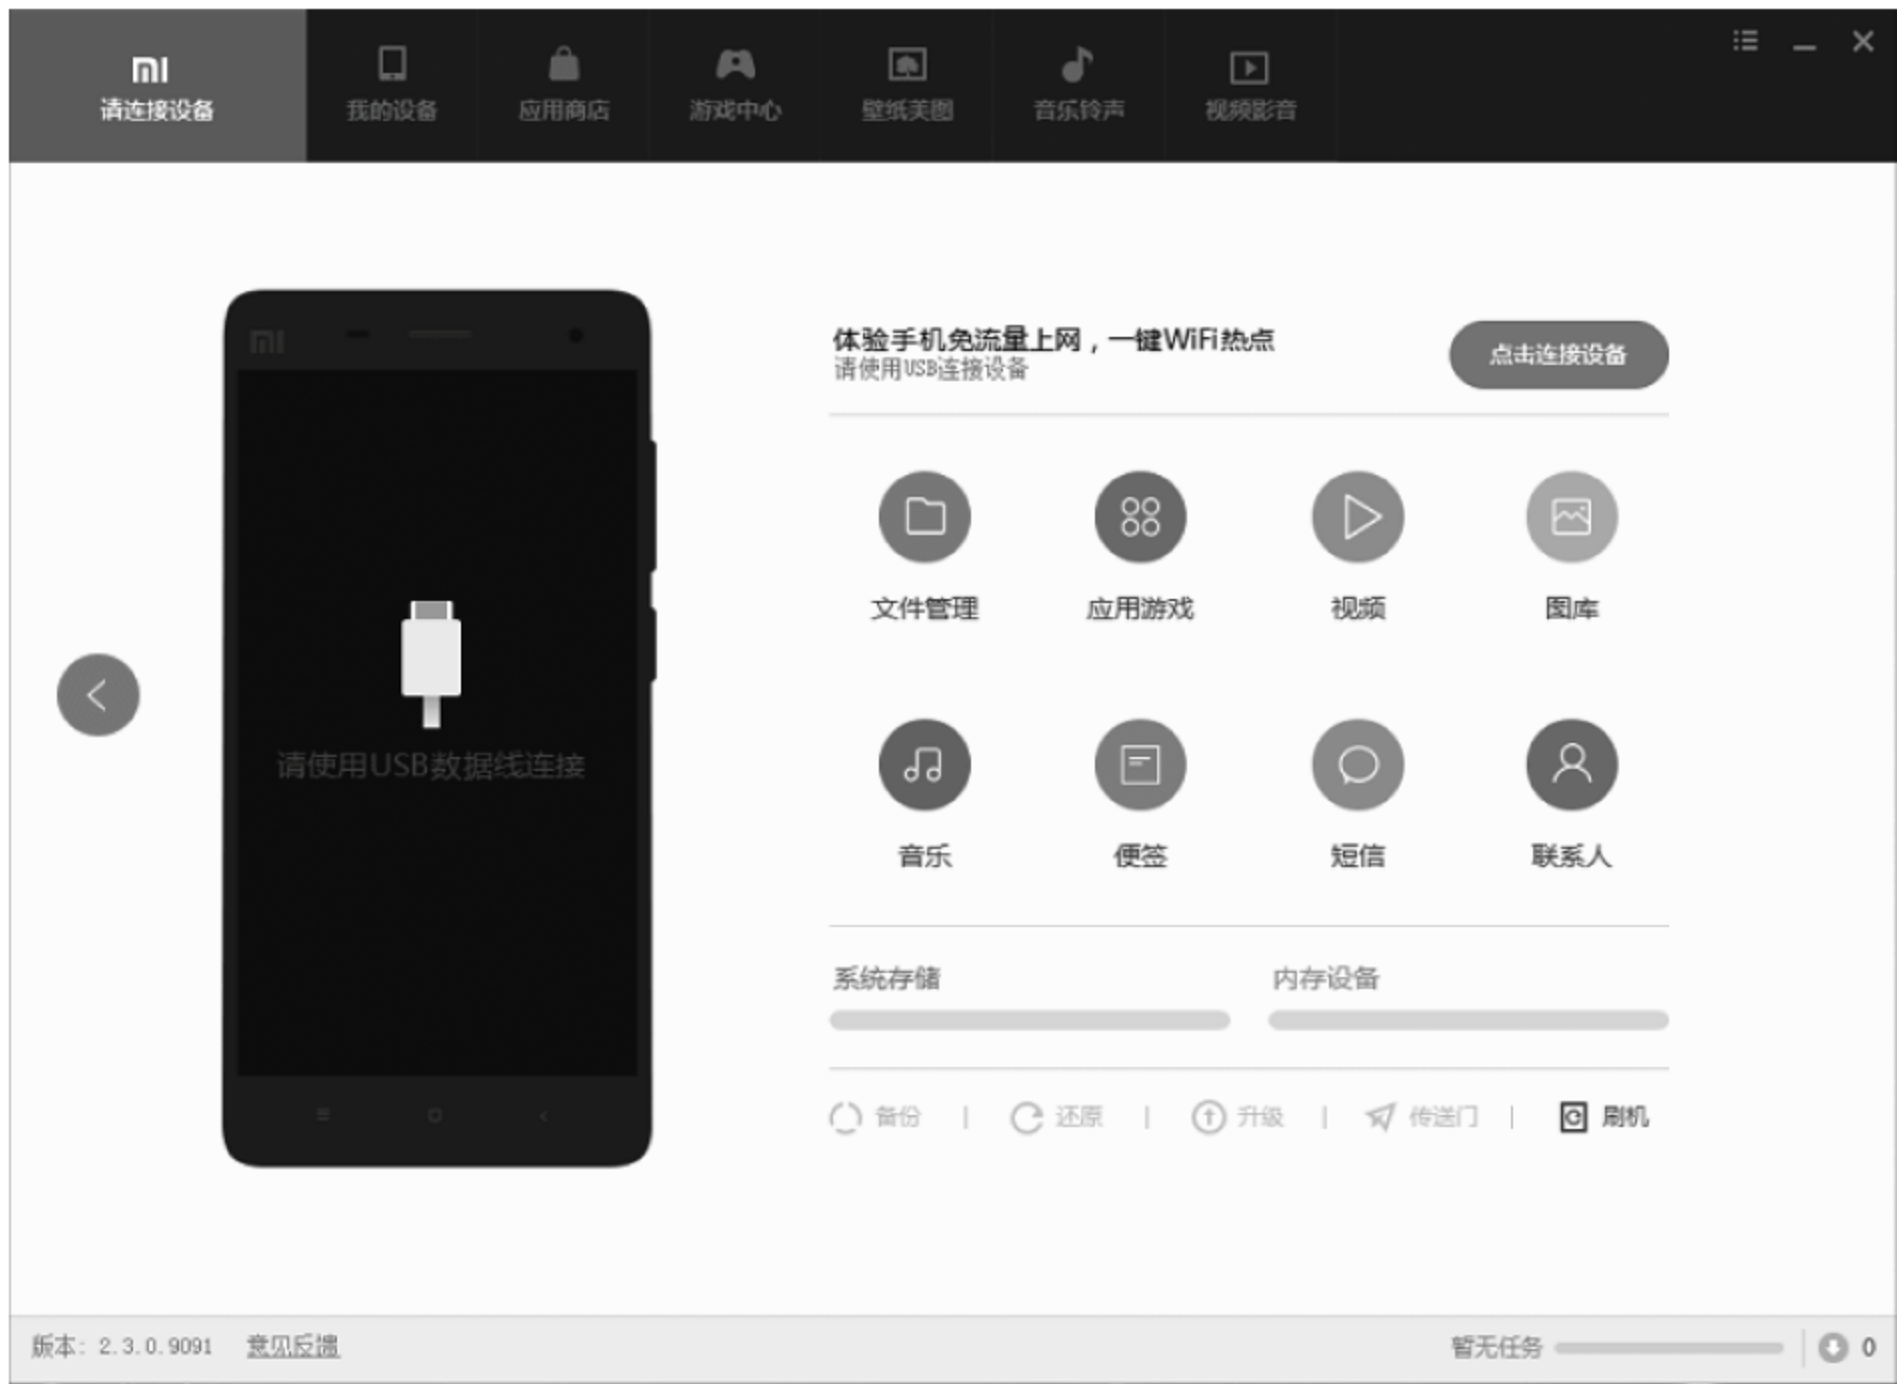 mi
请连接设备
我的设备
应用商店
游戏中心
壁纸美图
音乐铃声
视频影音
mi
请使用USB数据线连接
体验手机免流量上网，一键WiFi热点
请使用USB连接设备
点击连接设备
文件管理
应用游戏
视频
图库
音乐
便签
短信
联系人
系统存储
内存设备
备份 | 还原 | 升级 | 传送门 | 刷机
版本: 2.3.0.9091 意见反馈
暂无任务 0